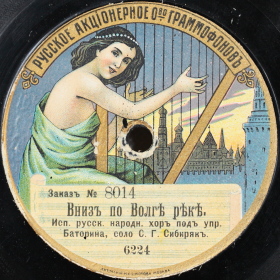 РУССКОЕ АКЦІОНЕРНОЕ О-ВО ГРАММОФОНОВЪ
Заказъ № 8014
Внизъ по Волгѣ рѣкѣ.
Исп. русск. народн. хоръ подъ упр.
Баторина, соло С. Г. Сибирякъ.
6224